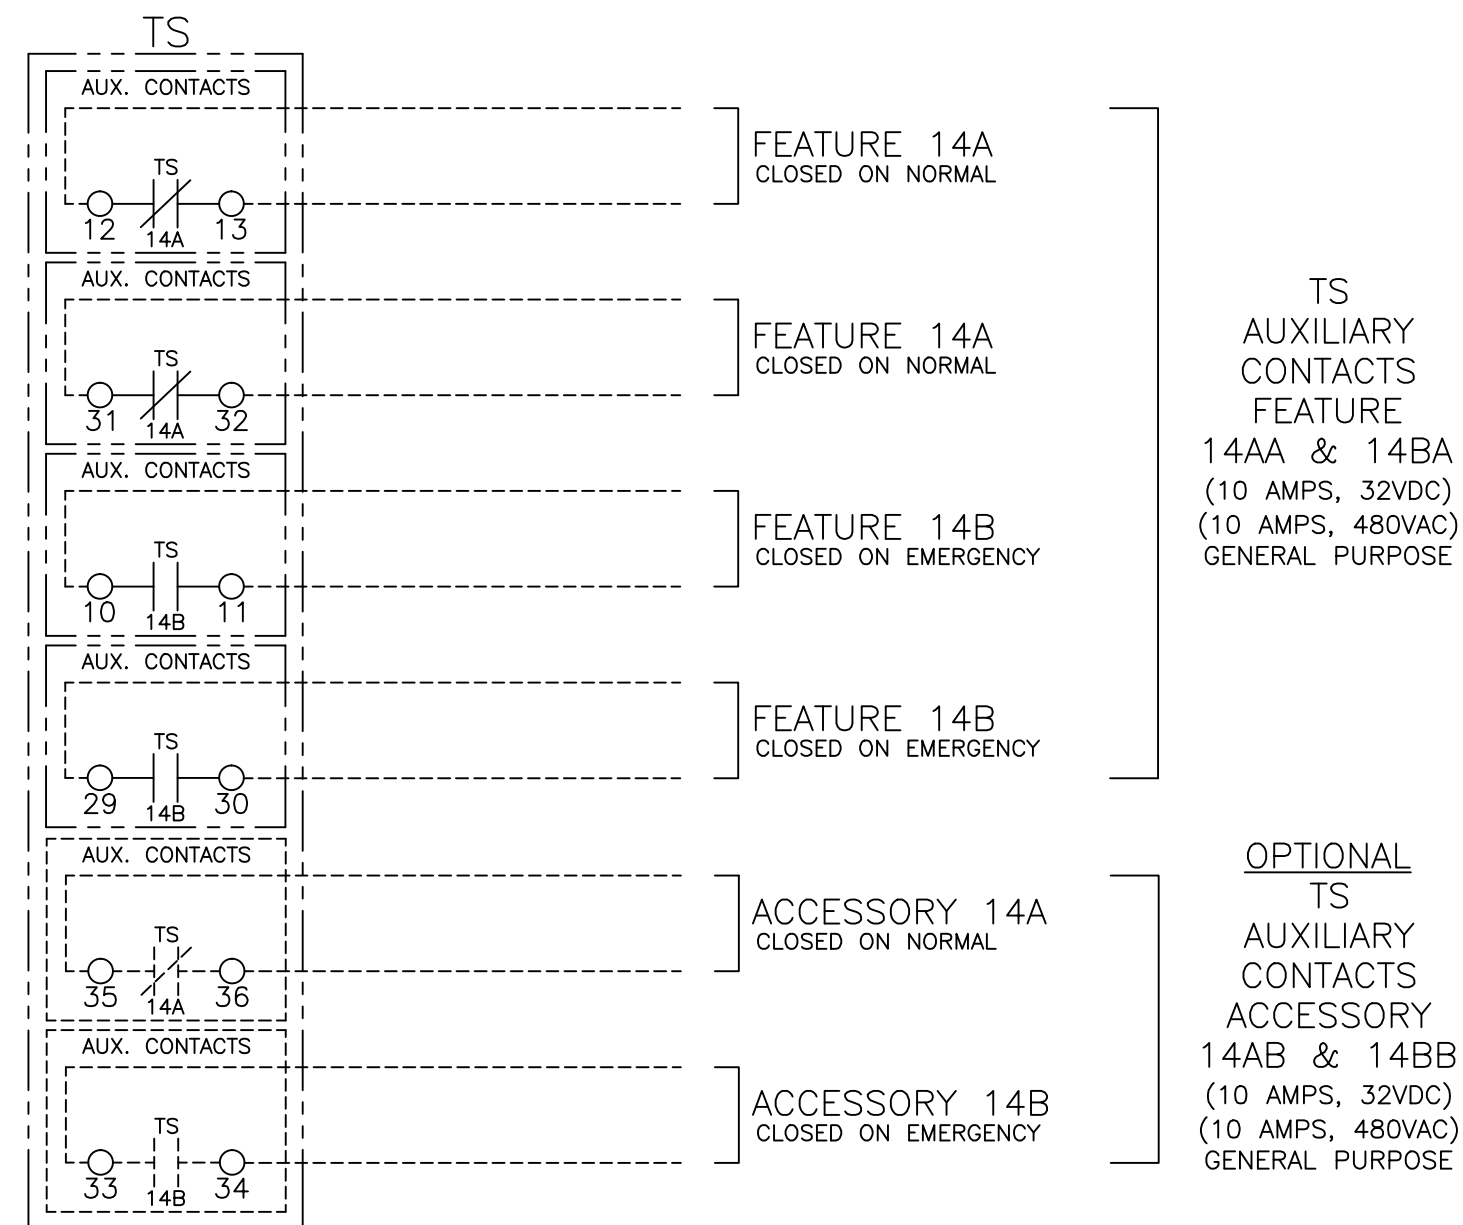 TS
AUX. CONTACTS
TS
12 13
14A
FEATURE 14A
CLOSED ON NORMAL
AUX. CONTACTS
TS
31 32
14A
FEATURE 14A
CLOSED ON NORMAL
AUX. CONTACTS
TS
10 11
14B
FEATURE 14B
CLOSED ON EMERGENCY
AUX. CONTACTS
TS
29 30
14B
FEATURE 14B
CLOSED ON EMERGENCY
TS
AUXILIARY
CONTACTS
FEATURE
14AA & 14BA
(10 AMPS, 32VDC)
(10 AMPS, 480VAC)
GENERAL PURPOSE
AUX. CONTACTS
TS
35 36
14A
ACCESSORY 14A
CLOSED ON NORMAL
AUX. CONTACTS
TS
33 34
14B
ACCESSORY 14B
CLOSED ON EMERGENCY
OPTIONAL
TS
AUXILIARY
CONTACTS
ACCESSORY
14AB & 14BB
(10 AMPS, 32VDC)
(10 AMPS, 480VAC)
GENERAL PURPOSE